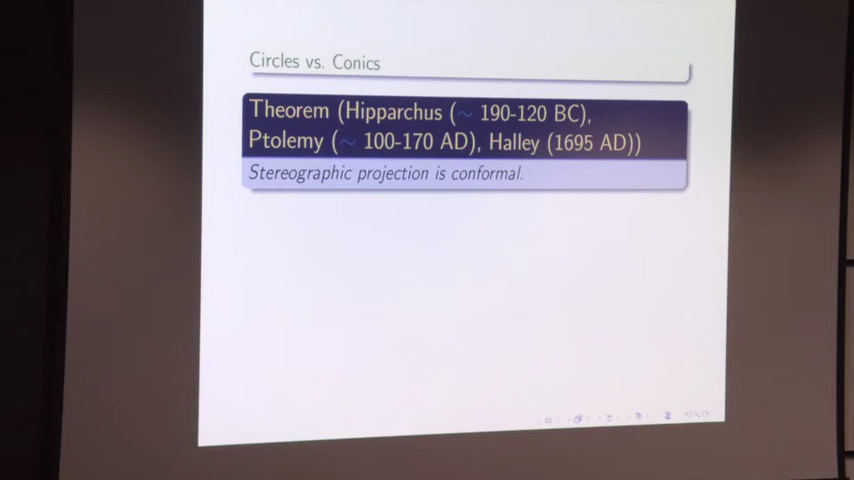 Circles vs. Conics
Theorem (Hipparchus (~ 190-120 BC),
Ptolemy (~ 100-170 AD), Halley (1695 AD))
Stereographic projection is conformal.